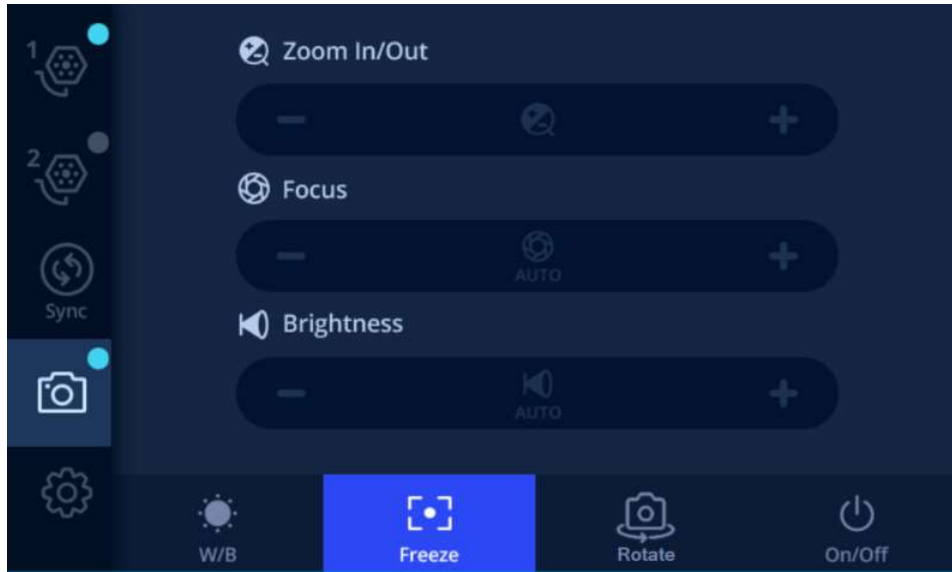 1
Zoom In/Out
2
Focus
AUTO
Sync
Brightness
AUTO
W/B
Freeze
Rotate
On/Off